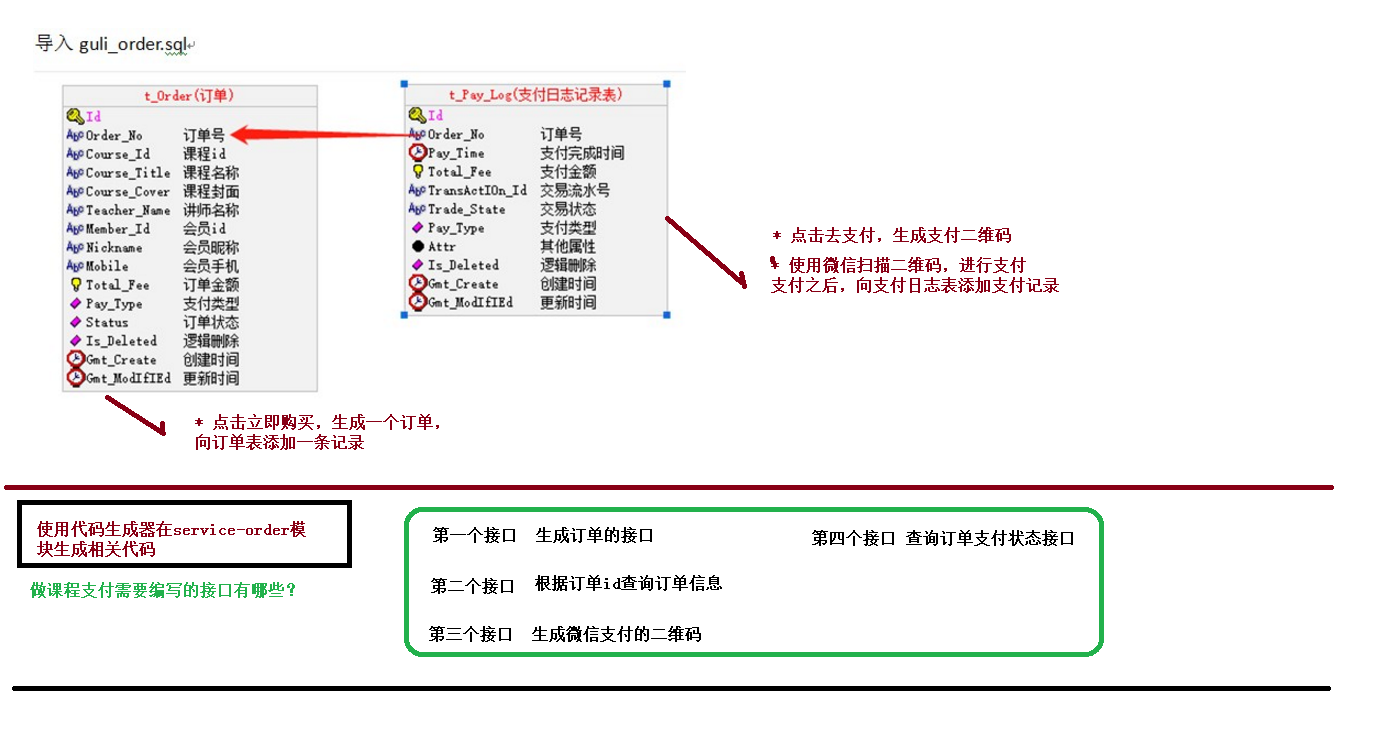 导入 guli_order.sql
t_Order(订单)
Id
Order_No 订单号
Course_Id 课程id
Course_Title 课程名称
Course_Cover 课程封面
Teacher_Name 讲师名称
Member_Id 会员id
Nickname 会员昵称
Mobile 会员手机
Total_Fee 订单金额
Pay_Type 支付类型
Status 订单状态
Is_Deleted 逻辑删除
Gmt_Create 创建时间
Gmt_ModIfIEd 更新时间
t_Pay_Log(支付日志记录表)
Id
Order_No 订单号
Pay_Time 支付完成时间
Total_Fee 支付金额
TransActIOn_Id 交易流水号
Trade_State 交易状态
Pay_Type 支付类型
Attr 其他属性
Is_Deleted 逻辑删除
Gmt_Create 创建时间
Gmt_ModIfIEd 更新时间
* 点击去支付，生成支付二维码
* 使用微信扫描二维码，进行支付
支付之后，向支付日志表添加支付记录
* 点击立即购买，生成一个订单，
向订单表添加一条记录
使用代码生成器在service-order模
块生成相关代码
做课程支付需要编写的接口有哪些？
第一个接口 生成订单的接口
第二个接口 根据订单id查询订单信息
第三个接口 生成微信支付的二维码
第四个接口 查询订单支付状态接口